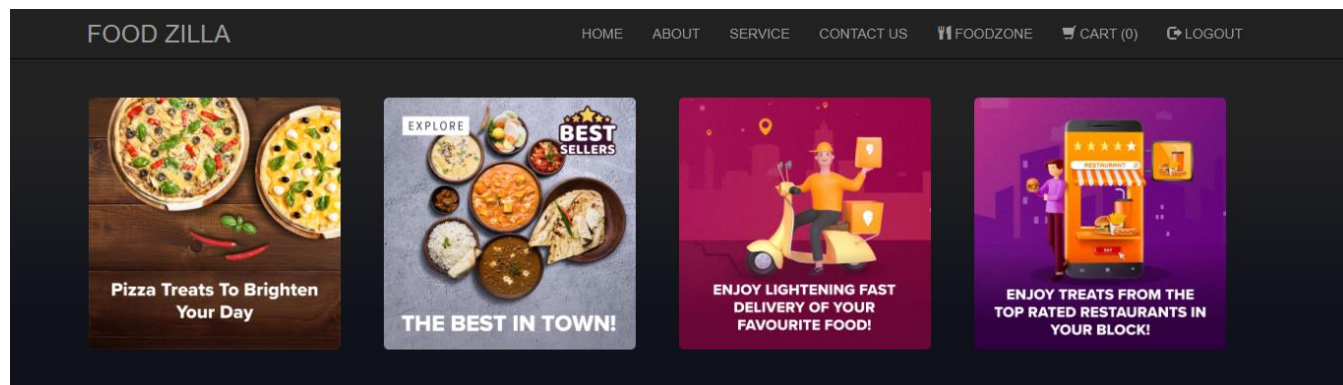 FOOD ZILLA
HOME ABOUT SERVICE CONTACT US FOODZONE CART (0) LOGOUT
Pizza Treats To Brighten
Your Day
EXPLORE
BEST
SELLERS
THE BEST IN TOWN!
ENJOY LIGHTENING FAST
DELIVERY OF YOUR
FAVOURITE FOOD!
RESTAURANT
ENJOY TREATS FROM THE
TOP RATED RESTAURANTS IN
YOUR BLOCK!